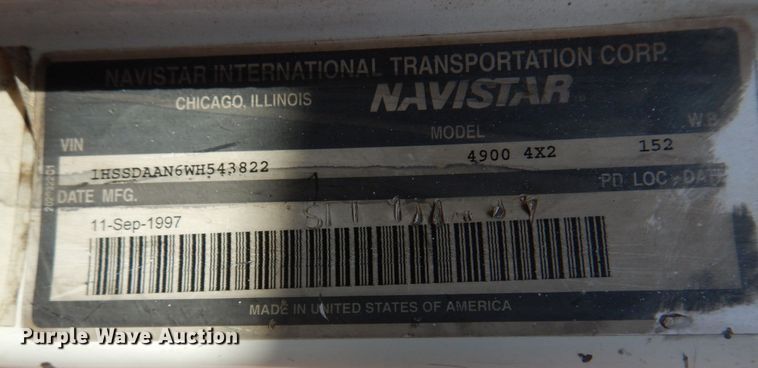 NAVISTAR INTERNATIONAL TRANSPORTATION CORP.
CHICAGO, ILLINOIS NAVISTAR
VIN MODEL W.B.
1HSSDAAN6WH543822 4900 4X2 152
DATE MFG. PD LOC-DATE
11-Sep-1997
MADE IN UNITED STATES OF AMERICA
Purple Wave Auction